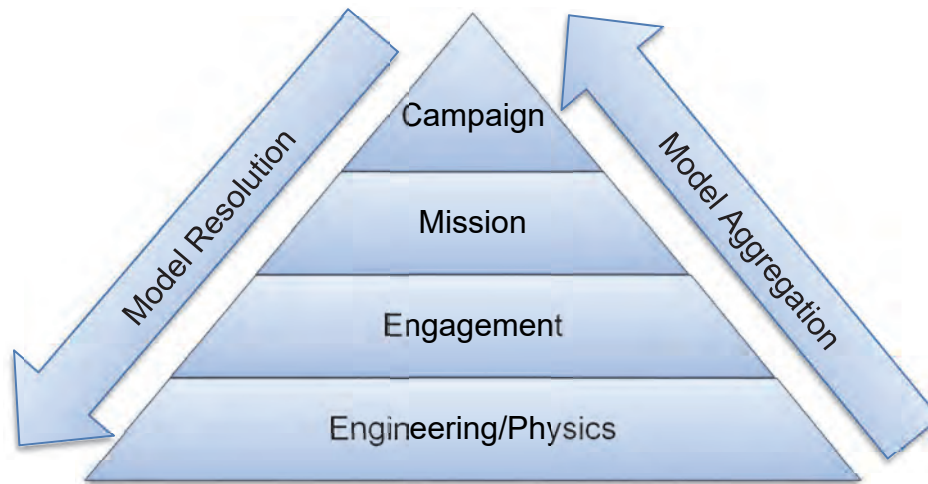 Campaign
Mission
Engagement
Engineering/Physics
Model Resolution
Model Aggregation